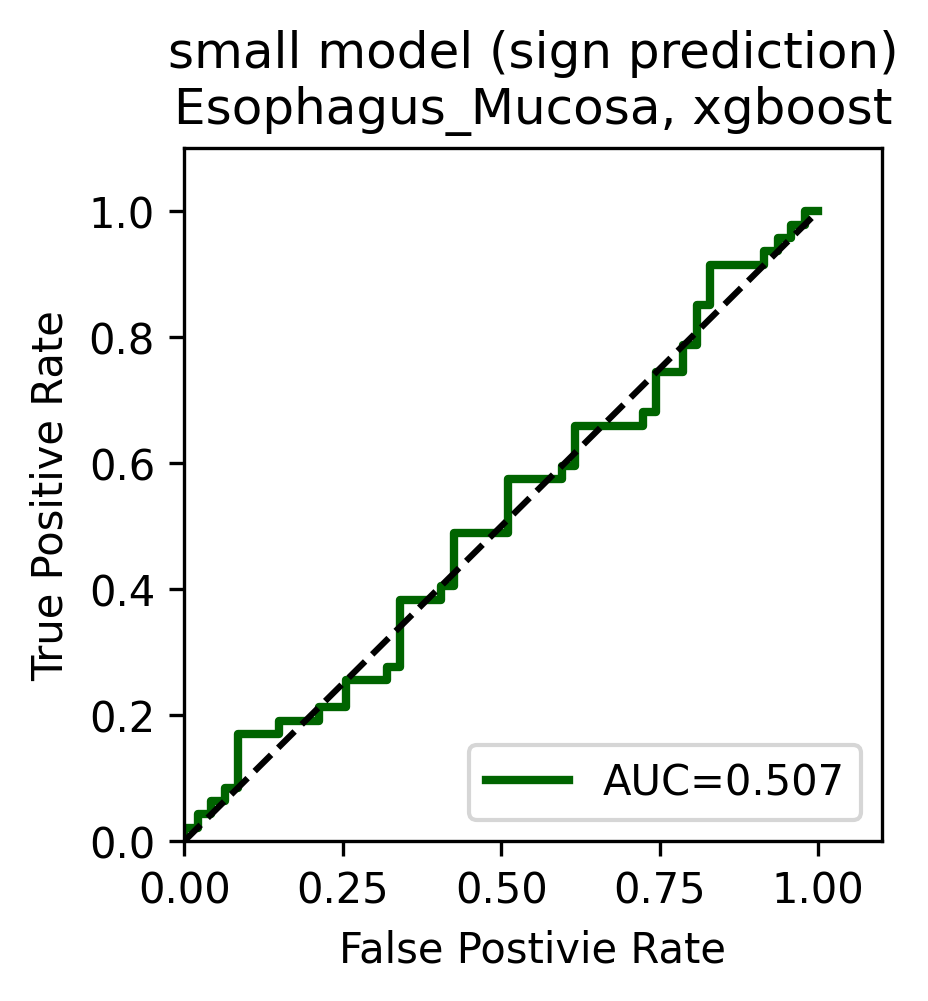 small model (sign prediction)
Esophagus_Mucosa, xgboost
1.0
0.8
0.6
0.4
0.2
0.0
True Positive Rate
AUC=0.507
0.00 0.25 0.50 0.75 1.00
False Postivie Rate